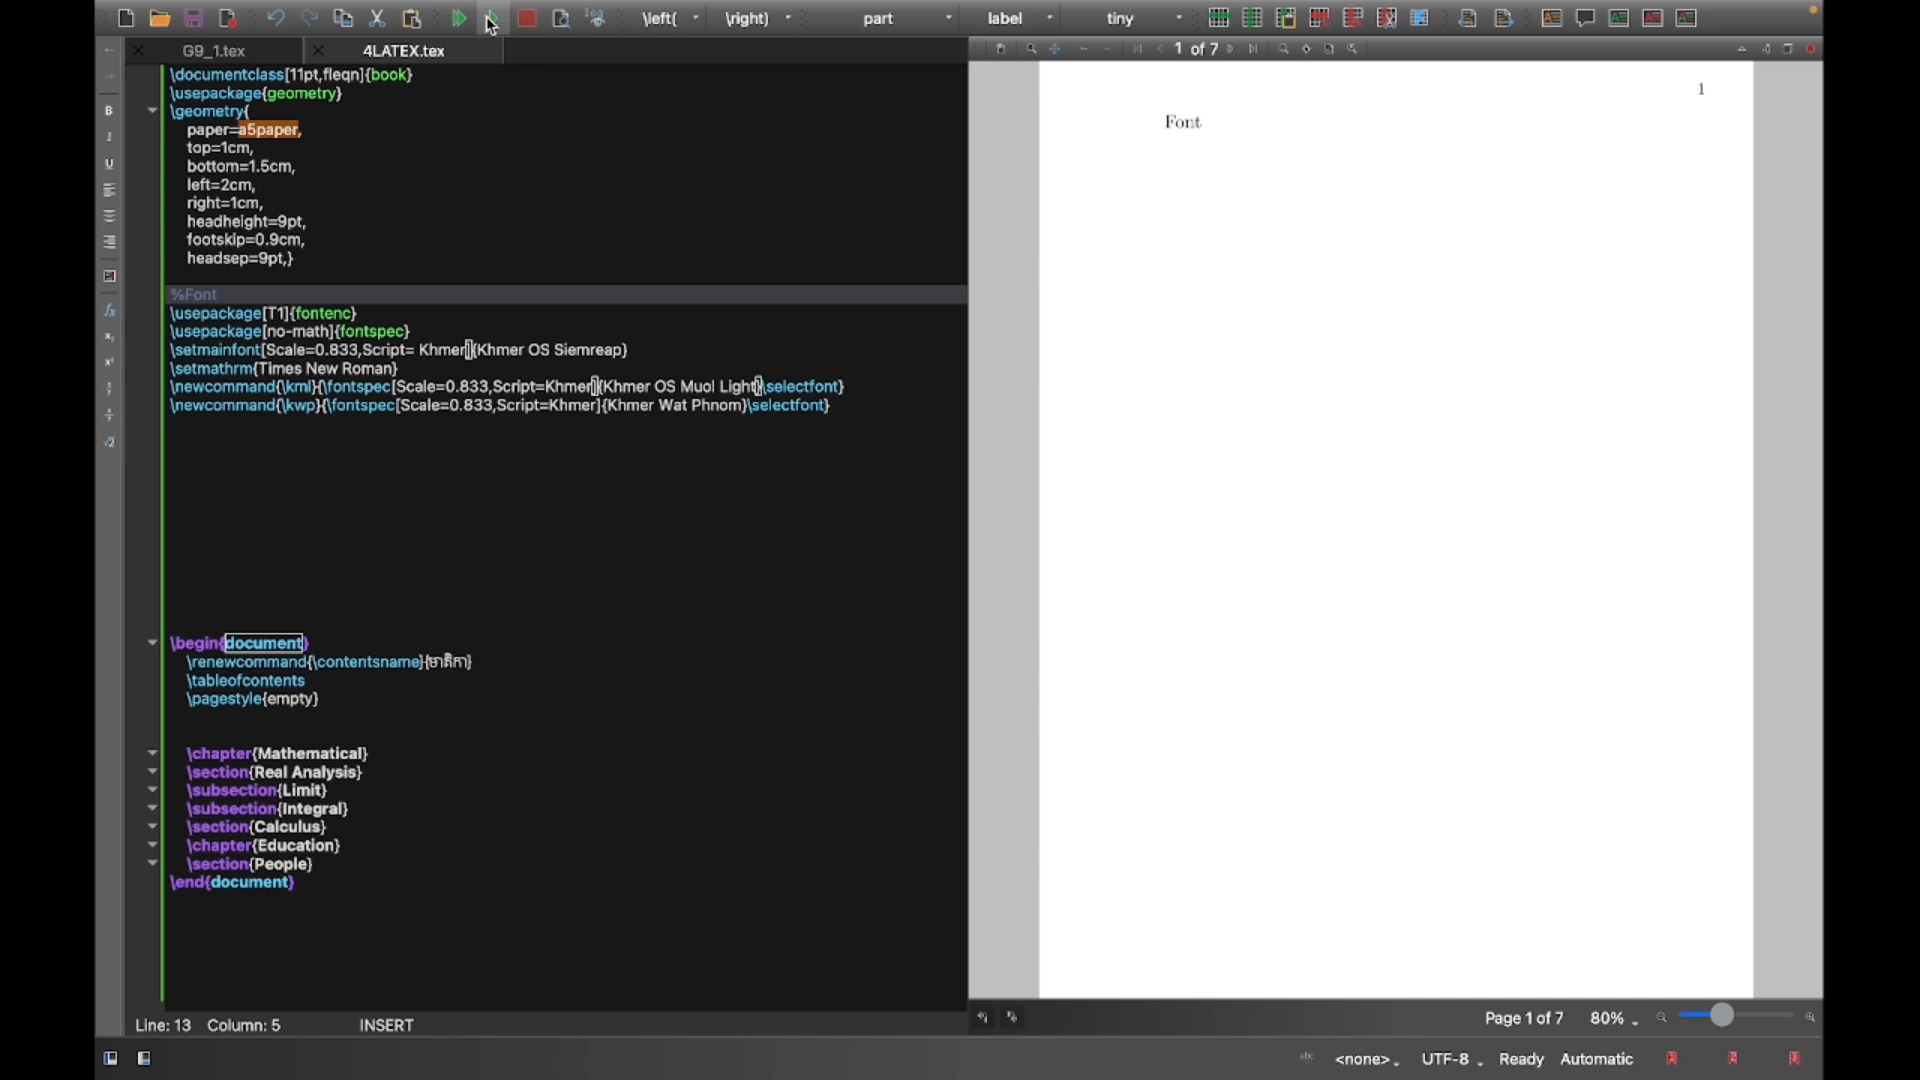 \left( \right) part label tiny
G9_1.tex 4LATEX.tex
1 of 7
\documentclass[11pt,fleqn]{book}
\usepackage{geometry}
\geometry{
paper=a5paper,
top=1cm,
bottom=1.5cm,
left=2cm,
right=1cm,
headheight=9pt,
footskip=0.9cm,
headsep=9pt,}
%Font
\usepackage[T1]{fontenc}
\usepackage[no-math]{fontspec}
\setmainfont[Scale=0.833,Script= Khmer]{Khmer OS Siemreap}
\setmathrm{Times New Roman}
\newcommand{\kml}{\fontspec[Scale=0.833,Script=Khmer]{Khmer OS Muol Light}\selectfont}
\newcommand{\kwp}{\fontspec[Scale=0.833,Script=Khmer]{Khmer Wat Phnom}\selectfont}
\begin{document}
\renewcommand{\contentsname}{មាតិកា}
\tableofcontents
\pagestyle{empty}
\chapter{Mathematical}
\section{Real Analysis}
\subsection{Limit}
\subsection{Integral}
\section{Calculus}
\chapter{Education}
\section{People}
\end{document}
1
Font
Line: 13 Column: 5 INSERT
Page 1 of 7 80%
<none> UTF-8 Ready Automatic